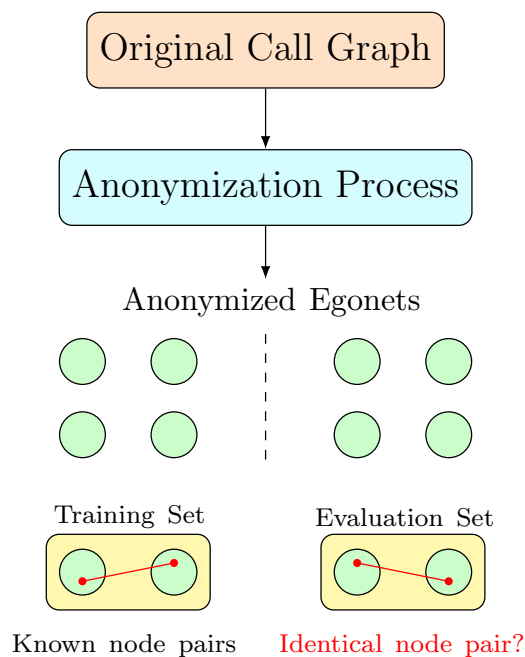 Original Call Graph
Anonymization Process
Anonymized Egonets
Training Set
Evaluation Set
Known node pairs
Identical node pair?